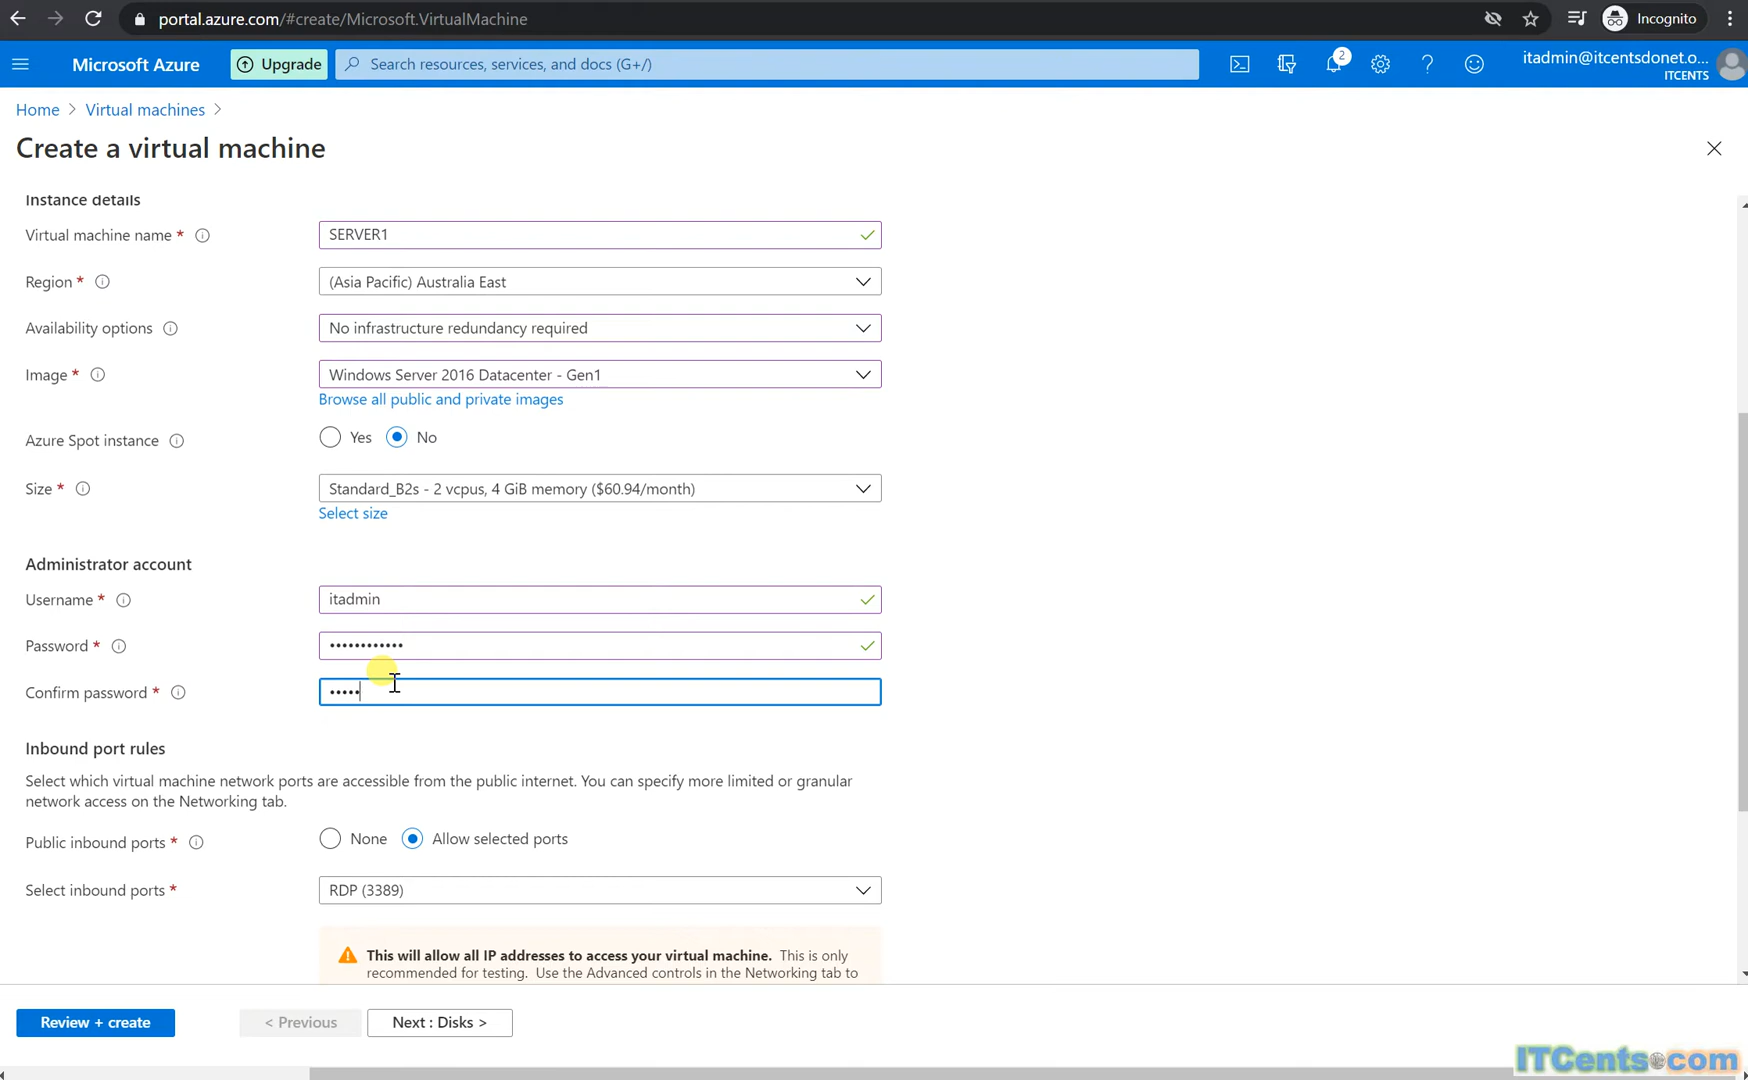 portal.azure.com/#create/Microsoft.VirtualMachine
Incognito
Microsoft Azure
Upgrade
Search resources, services, and docs (G+/)
2
itadmin@itcentsdonet.o...
ITCENTS
Home > Virtual machines >
Create a virtual machine
Instance details
Virtual machine name *
SERVER1
Region *
(Asia Pacific) Australia East
Availability options
No infrastructure redundancy required
Image *
Windows Server 2016 Datacenter - Gen1
Browse all public and private images
Azure Spot instance
Yes No
Size *
Standard_B2s - 2 vcpus, 4 GiB memory ($60.94/month)
Select size
Administrator account
Username *
itadmin
Password *
••••••••••••
Confirm password *
•••••
Inbound port rules
Select which virtual machine network ports are accessible from the public internet. You can specify more limited or granular
network access on the Networking tab.
Public inbound ports *
None Allow selected ports
Select inbound ports *
RDP (3389)
This will allow all IP addresses to access your virtual machine. This is only
recommended for testing. Use the Advanced controls in the Networking tab to
Review + create
< Previous
Next : Disks >
ITCents.com